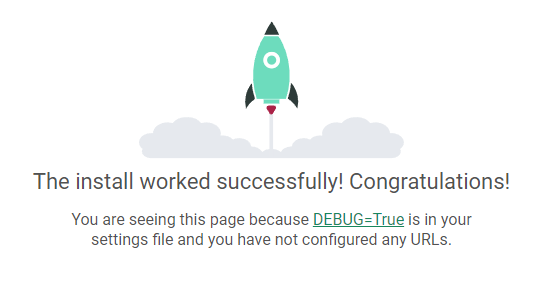 The install worked successfully! Congratulations!
You are seeing this page because DEBUG=True is in your
settings file and you have not configured any URLs.